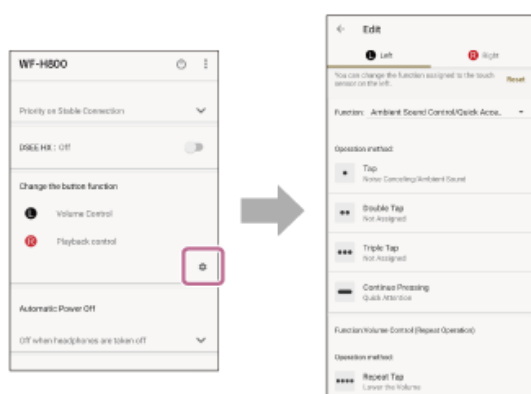 WF-H800
Priority on Stable Connection
DSEE HX : Off
Change the button function
L Volume Control
R Playback control
Automatic Power Off
Off when headphones are taken off
Edit
L Left
R Right
You can change the function assigned to the touch
sensor on the left.
Reset
Function: Ambient Sound Control/Quick Acce..
Operation method:
Tap
Noise Canceling/Ambient Sound
Double Tap
Not Assigned
Triple Tap
Not Assigned
Continue Pressing
Quick Attention
Function:Volume Control (Repeat Operation)
Operation method:
Repeat Tap
Lower the Volume